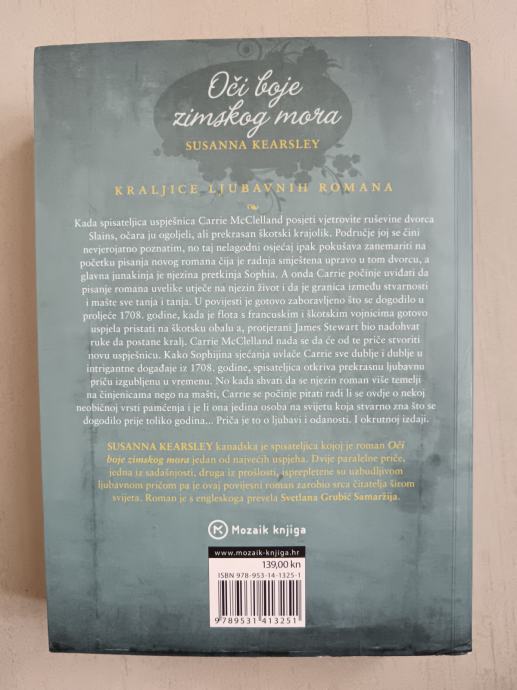 Oči boje
zimskog mora
SUSANNA KEARSLEY
KRALJICE LJUBAVNIH ROMANA
Kada spisateljica uspješnica Carrie McClelland posjeti vjetrovite ruševine dvorca
Slains, očara ju ogoljeli, ali prekrasan škotski krajolik. Područje joj se čini
nevjerojatno poznatim, no taj nelagodni osjećaj ipak pokušava zanemariti na
početku pisanja novog romana čija je radnja smještena upravo u tom dvorcu, a
glavna junakinja je njezina pretkinja Sophia. A onda Carrie počinje uviđati da
pisanje romana uvelike utječe na njezin život i da je granica između stvarnosti
i mašte sve tanja i tanja. U povijesti je gotovo zaboravljeno što se dogodilo u
proljeće 1708. godine, kada je flota s francuskim i škotskim vojnicima gotovo
uspjela pristati na škotsku obalu a, protjerani James Stewart bio nadohvat
ruke da postane kralj. Carrie McClelland nada se da će od te priče stvoriti
novu uspješnicu. Kako Sophijina sjećanja uvlače Carrie sve dublje i dublje u
intrigantne događaje iz 1708. godine, spisateljica otkriva prekrasnu ljubavnu
priču izgubljenu u vremenu. No kada shvati da se njezin roman više temelji
na činjenicama nego na mašti, Carrie se počinje pitati radi li se ovdje o nekoj
neobičnoj vrsti pamćenja i je li ona jedina osoba na svijetu koja stvarno zna što se
dogodilo prije toliko godina... Priča je to o ljubavi i odanosti. I okrutnoj izdaji.
SUSANNA KEARSLEY kanadska je spisateljica kojoj je roman Oči
boje zimskog mora jedan od najvećih uspjeha. Dvije paralelne priče,
jedna iz sadašnjosti, druga iz prošlosti, isprepletene su uzbudljivom
ljubavnom pričom pa je ovaj povijesni roman zarobio srca čitatelja širom
svijeta. Roman je s engleskoga prevela Svetlana Grubić Samaržija.
Mozaik knjiga
www.mozaik-knjiga.hr
139,00 kn
ISBN 978-953-14-1325-1
9789531413251